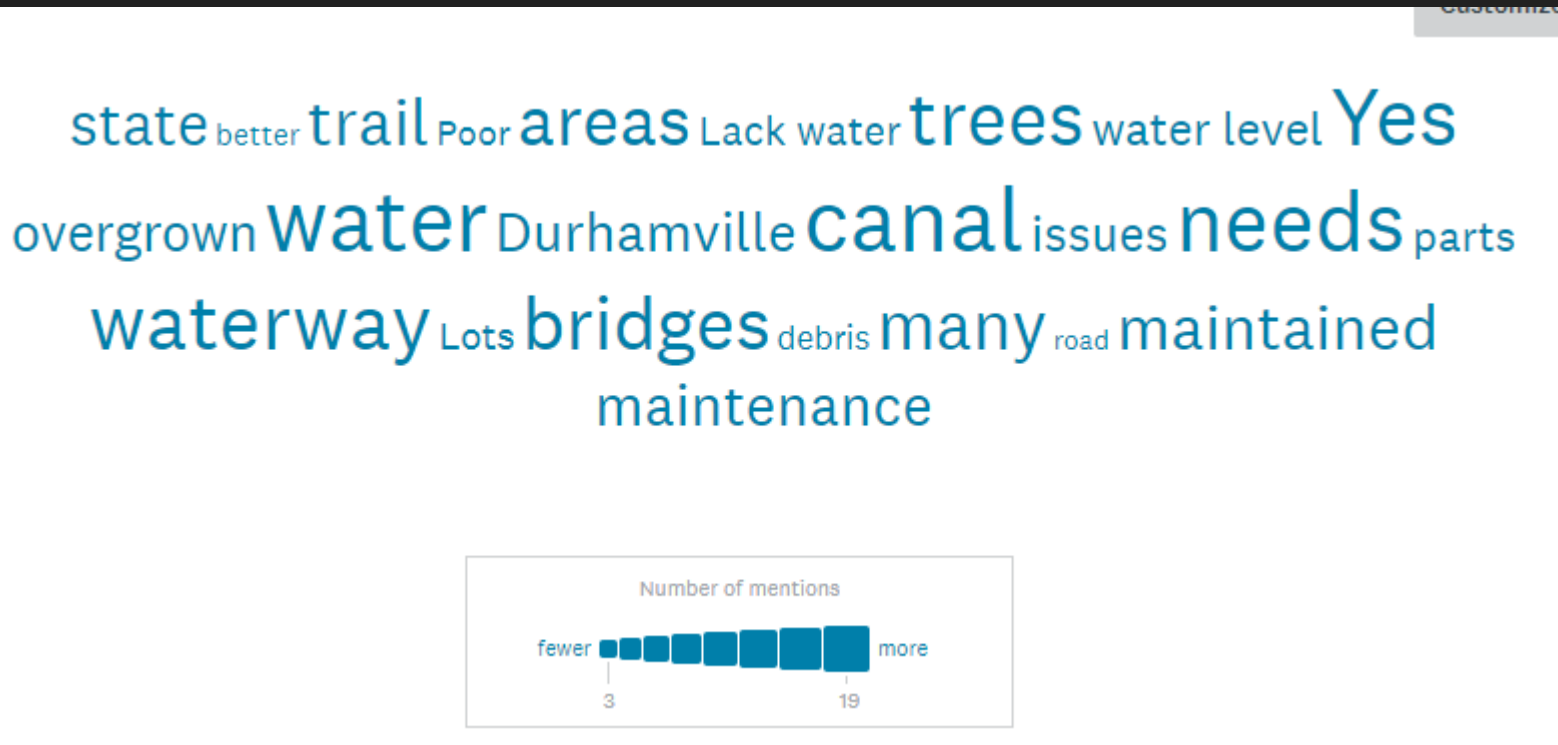 Customize
state better trail Poor areas Lack water trees water level Yes
overgrown water Durhamville canal issues needs parts
waterway Lots bridges debris many road maintained
maintenance
Number of mentions
fewer more
3 19